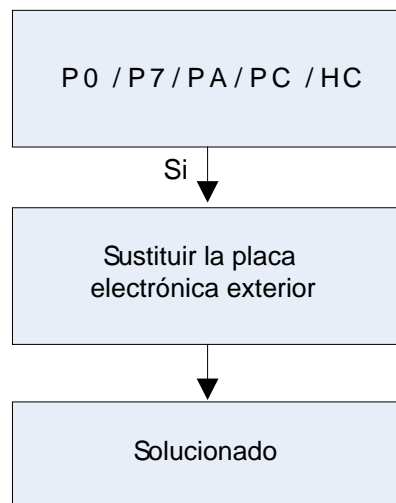 P0 / P7 / PA / PC / HC
Si
Sustituir la placa
electrónica exterior
Solucionado